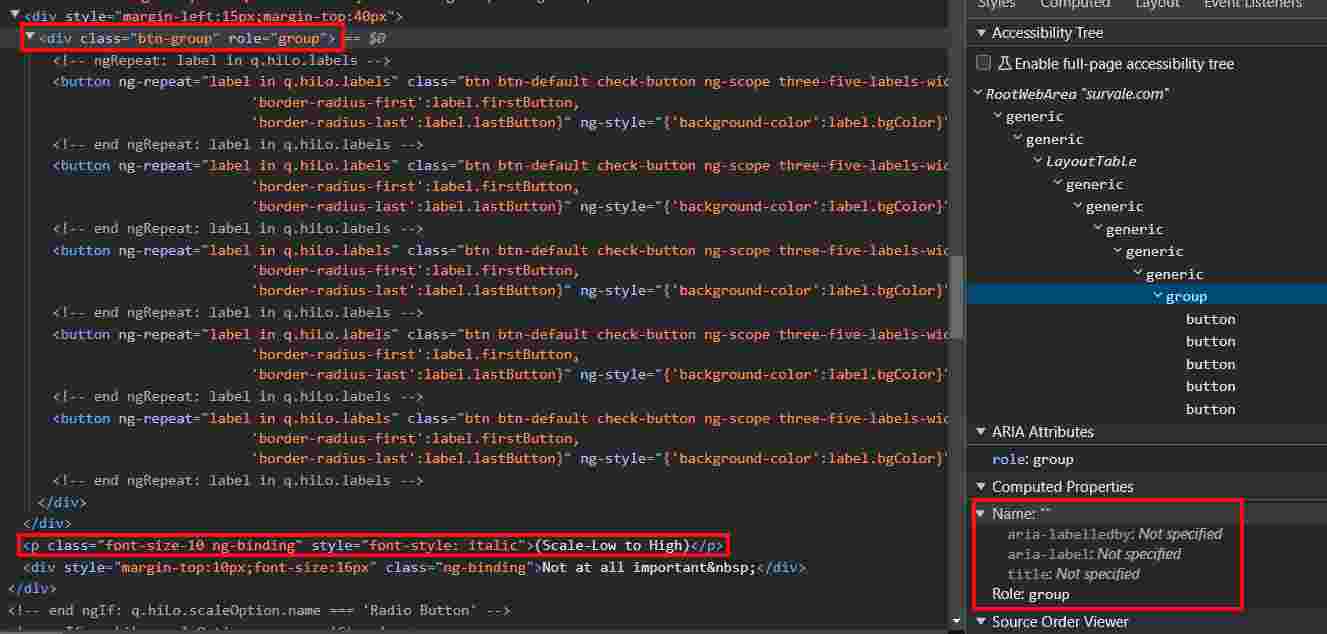 Styles Computed Layout Event Listeners
<div style="margin-left:15px;margin-top:40px">
<div class="btn-group" role="group"> == $0
<!-- ngRepeat: label in q.hiLo.labels -->
<button ng-repeat="label in q.hiLo.labels" class="btn btn-default check-button ng-scope three-five-labels-wid
'border-radius-first':label.firstButton,
'border-radius-last':label.lastButton}" ng-style="{'background-color':label.bgColor}"
<!-- end ngRepeat: label in q.hiLo.labels -->
<button ng-repeat="label in q.hiLo.labels" class="btn btn-default check-button ng-scope three-five-labels-wid
'border-radius-first':label.firstButton,
'border-radius-last':label.lastButton}" ng-style="{'background-color':label.bgColor}"
<!-- end ngRepeat: label in q.hiLo.labels -->
<button ng-repeat="label in q.hiLo.labels" class="btn btn-default check-button ng-scope three-five-labels-wid
'border-radius-first':label.firstButton,
'border-radius-last':label.lastButton}" ng-style="{'background-color':label.bgColor}"
<!-- end ngRepeat: label in q.hiLo.labels -->
<button ng-repeat="label in q.hiLo.labels" class="btn btn-default check-button ng-scope three-five-labels-wid
'border-radius-first':label.firstButton,
'border-radius-last':label.lastButton}" ng-style="{'background-color':label.bgColor}"
<!-- end ngRepeat: label in q.hiLo.labels -->
<button ng-repeat="label in q.hiLo.labels" class="btn btn-default check-button ng-scope three-five-labels-wid
'border-radius-first':label.firstButton,
'border-radius-last':label.lastButton}" ng-style="{'background-color':label.bgColor}"
<!-- end ngRepeat: label in q.hiLo.labels -->
</div>
</div>
<p class="font-size-10 ng-binding" style="font-style: italic">(Scale-Low to High)</p>
<div style="margin-top:10px;font-size:16px" class="ng-binding">Not at all important&nbsp;</div>
</div>
<!-- end ngIf: q.hiLo.scaleOption.name === 'Radio Button' -->
Accessibility Tree
Enable full-page accessibility tree
RootWebArea "survale.com"
generic
generic
LayoutTable
generic
generic
generic
generic
generic
group
button
button
button
button
button
ARIA Attributes
role: group
Computed Properties
Name: ""
aria-labelledby: Not specified
aria-label: Not specified
title: Not specified
Role: group
Source Order Viewer